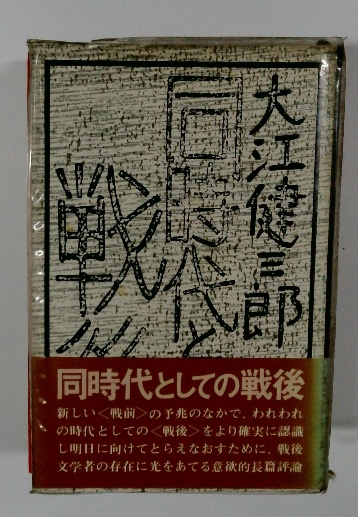 大江健三郎
同時代と
戦後
同時代としての戦後
新しい〈戦前〉の予兆のなかで、われわれ
の時代としての〈戦後〉をより確実に認識
し明日に向けてとらえなおすために、戦後
文学者の存在に光をあてる意欲的長篇評論